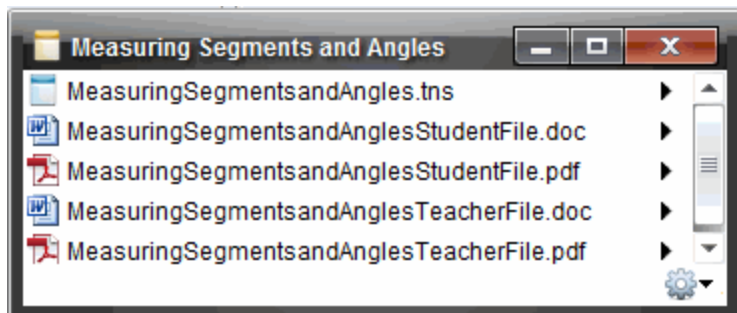 Measuring Segments and Angles
MeasuringSegmentsandAngles.tns
MeasuringSegmentsandAnglesStudentFile.doc
MeasuringSegmentsandAnglesStudentFile.pdf
MeasuringSegmentsandAnglesTeacherFile.doc
MeasuringSegmentsandAnglesTeacherFile.pdf